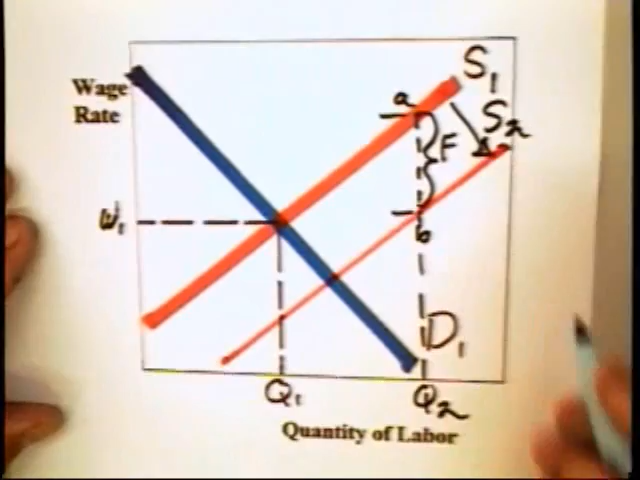 Wage
Rate
S₁
a
S₂
F
W₁
b
D₁
Q₁
Q₂
Quantity of Labor